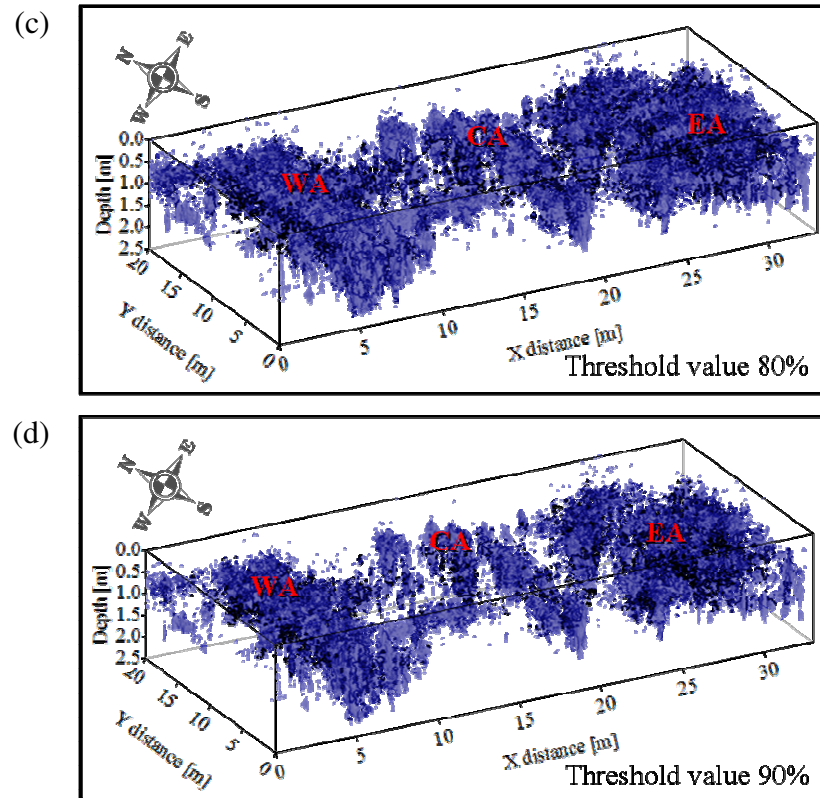 (c)
N E
W S
WA CA EA
Depth [m]
0.0
0.5
1.0
1.5
2.0
2.5
20 15 10 5 0
Y distance [m]
0 5 10 15 20 25 30
X distance [m]
Threshold value 80%
(d)
N E
W S
WA CA EA
Depth [m]
0.0
0.5
1.0
1.5
2.0
2.5
20 15 10 5 0
Y distance [m]
0 5 10 15 20 25 30
X distance [m]
Threshold value 90%